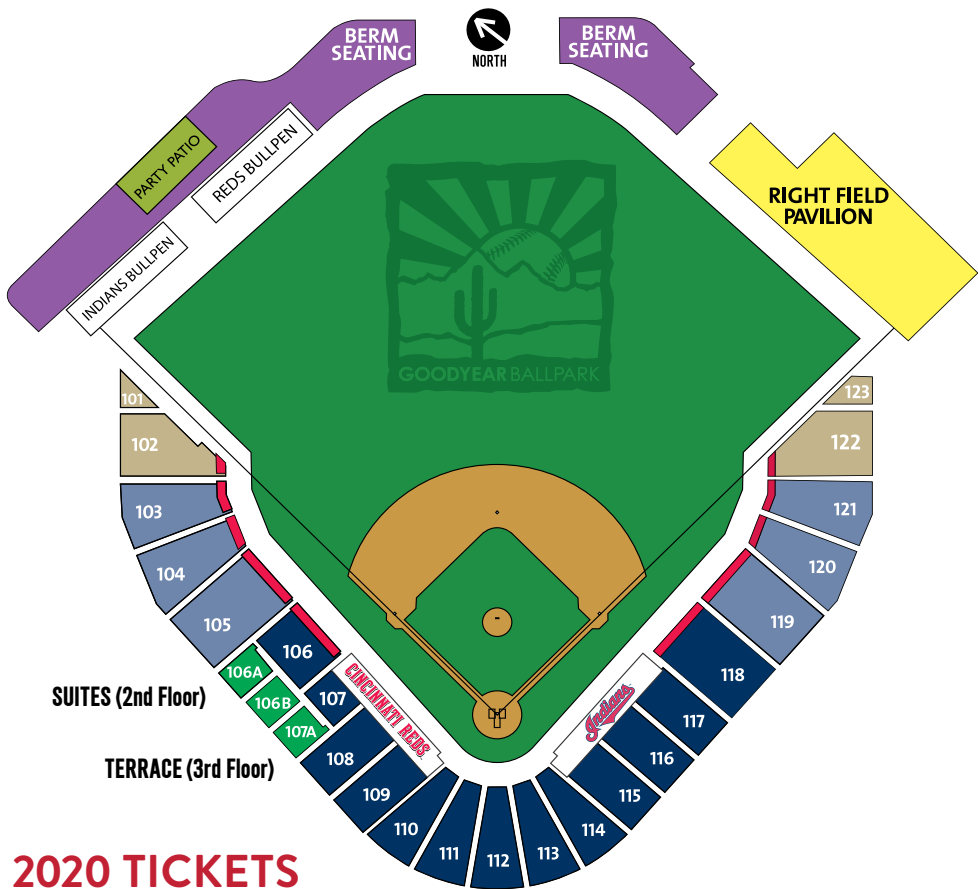 BERM
SEATING
NORTH
BERM
SEATING
PARTY PATIO
REDS BULLPEN
INDIANS BULLPEN
RIGHT FIELD
PAVILION
GOODYEAR BALLPARK
101
123
102
122
103
121
104
120
105
119
106
118
106A
107
CINCINNATI REDS
Indians
117
SUITES (2nd Floor)
106B
107A
108
116
TERRACE (3rd Floor)
109
115
110
114
111
112
113
2020 TICKETS